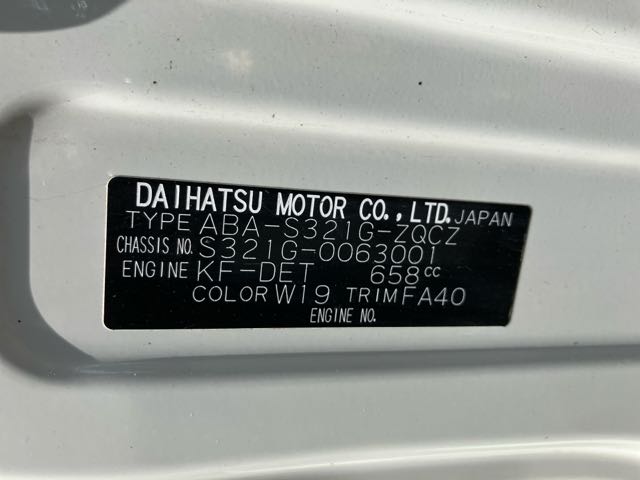 DAIHATSU MOTOR CO.,LTD. JAPAN
TYPE ABA-S321G-ZQCZ
CHASSIS NO. S321G-0063001
ENGINE KF-DET 658cc
COLOR W19 TRIM FA40
ENGINE NO.